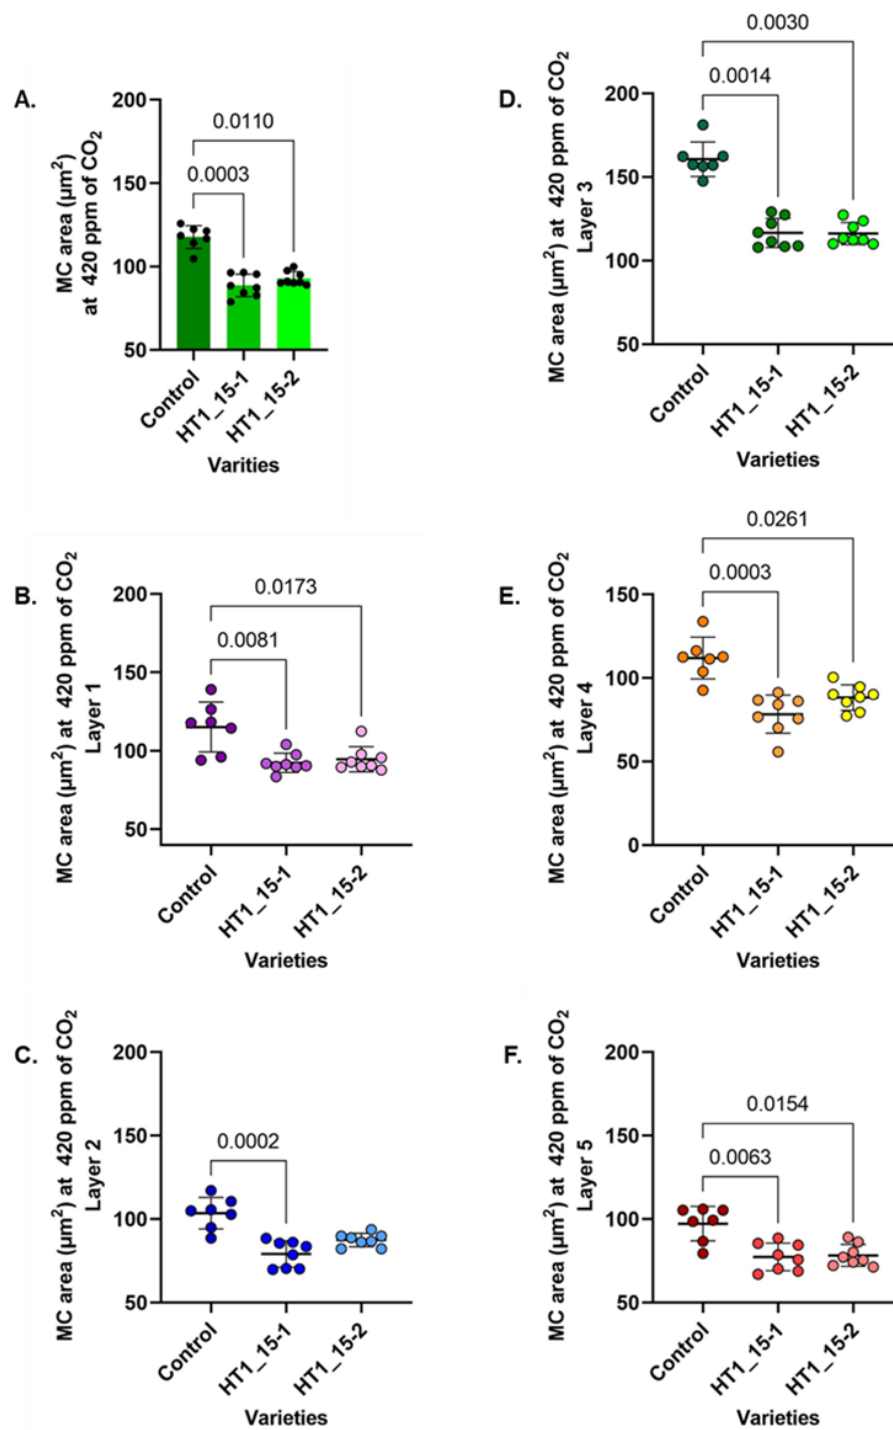 A.
MC area (µm²)
at 420 ppm of CO₂
200
150
100
50
0.0110
0.0003
Control
HT1_15-1
HT1_15-2
Varities
B.
MC area (µm²) at 420 ppm of CO₂
Layer 1
200
150
100
50
0.0173
0.0081
Control
HT1_15-1
HT1_15-2
Varieties
C.
MC area (µm²) at 420 ppm of CO₂
Layer 2
200
150
100
50
0.0002
Control
HT1_15-1
HT1_15-2
Varieties
D.
MC area (µm²) at 420 ppm of CO₂
Layer 3
200
150
100
50
0.0030
0.0014
Control
HT1_15-1
HT1_15-2
Varieties
E.
MC area (µm²) at 420 ppm of CO₂
Layer 4
150
100
50
0
0.0261
0.0003
Control
HT1_15-1
HT1_15-2
Varieties
F.
MC area (µm²) at 420 ppm of CO₂
Layer 5
200
150
100
50
0.0154
0.0063
Control
HT1_15-1
HT1_15-2
Varieties